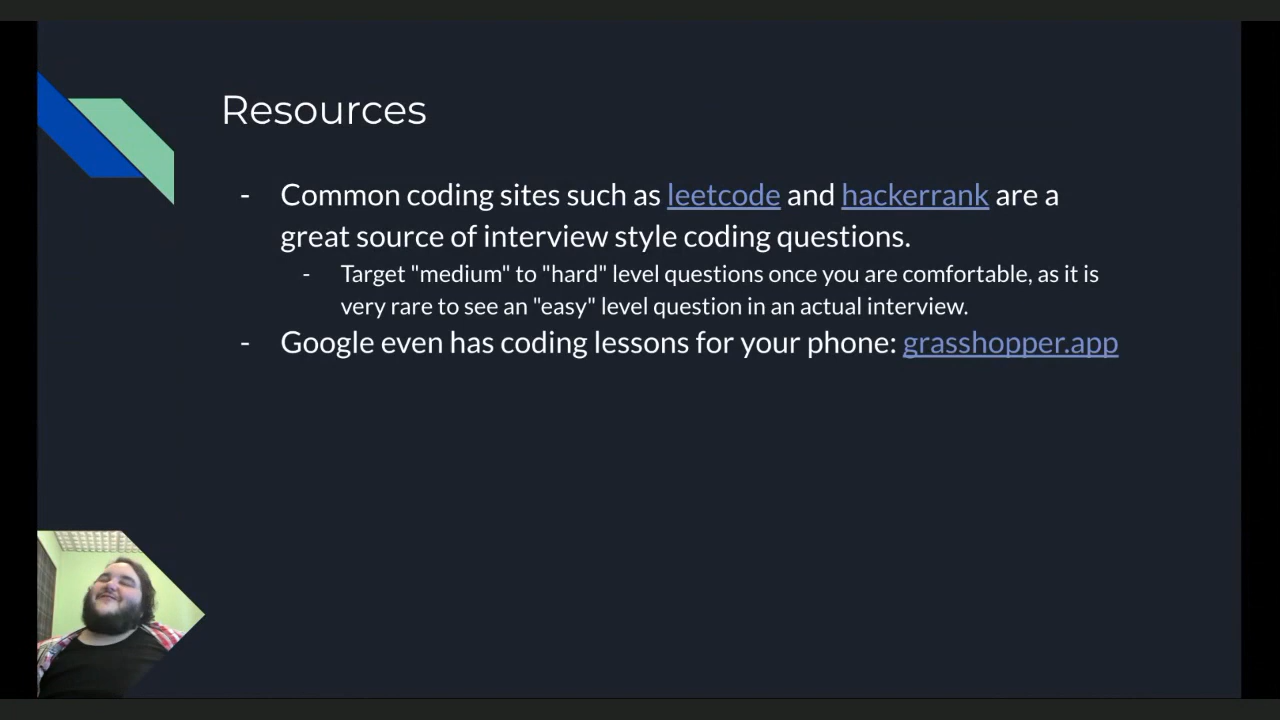 Resources
- Common coding sites such as leetcode and hackerrank are a
great source of interview style coding questions.
- Target "medium" to "hard" level questions once you are comfortable, as it is
very rare to see an "easy" level question in an actual interview.
- Google even has coding lessons for your phone: grasshopper.app